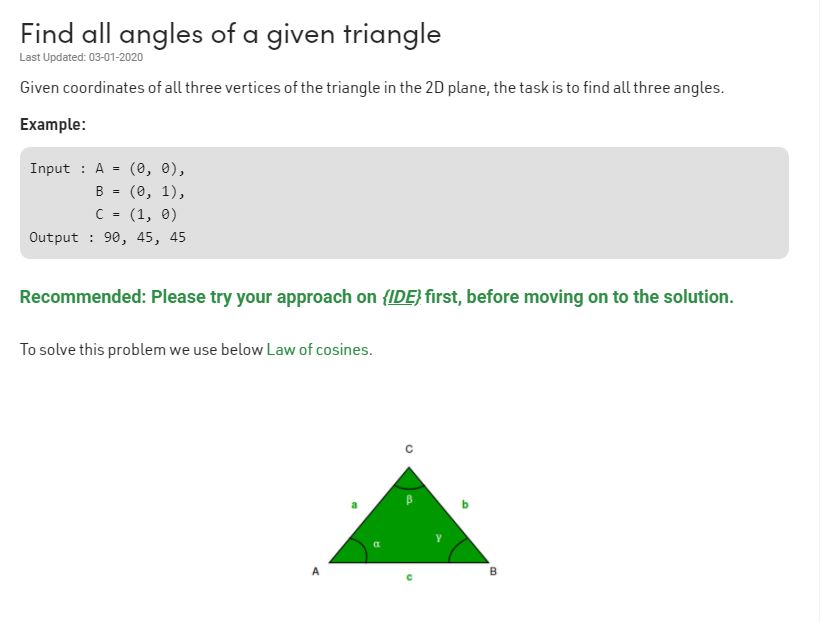 Find all angles of a given triangle
Last Updated: 03-01-2020
Given coordinates of all three vertices of the triangle in the 2D plane, the task is to find all three angles.
Example:
Input : A = (0, 0),
B = (0, 1),
C = (1, 0)
Output : 90, 45, 45
Recommended: Please try your approach on {IDE} first, before moving on to the solution.
To solve this problem we use below Law of cosines.
C
β
a
b
α
γ
A
B
c